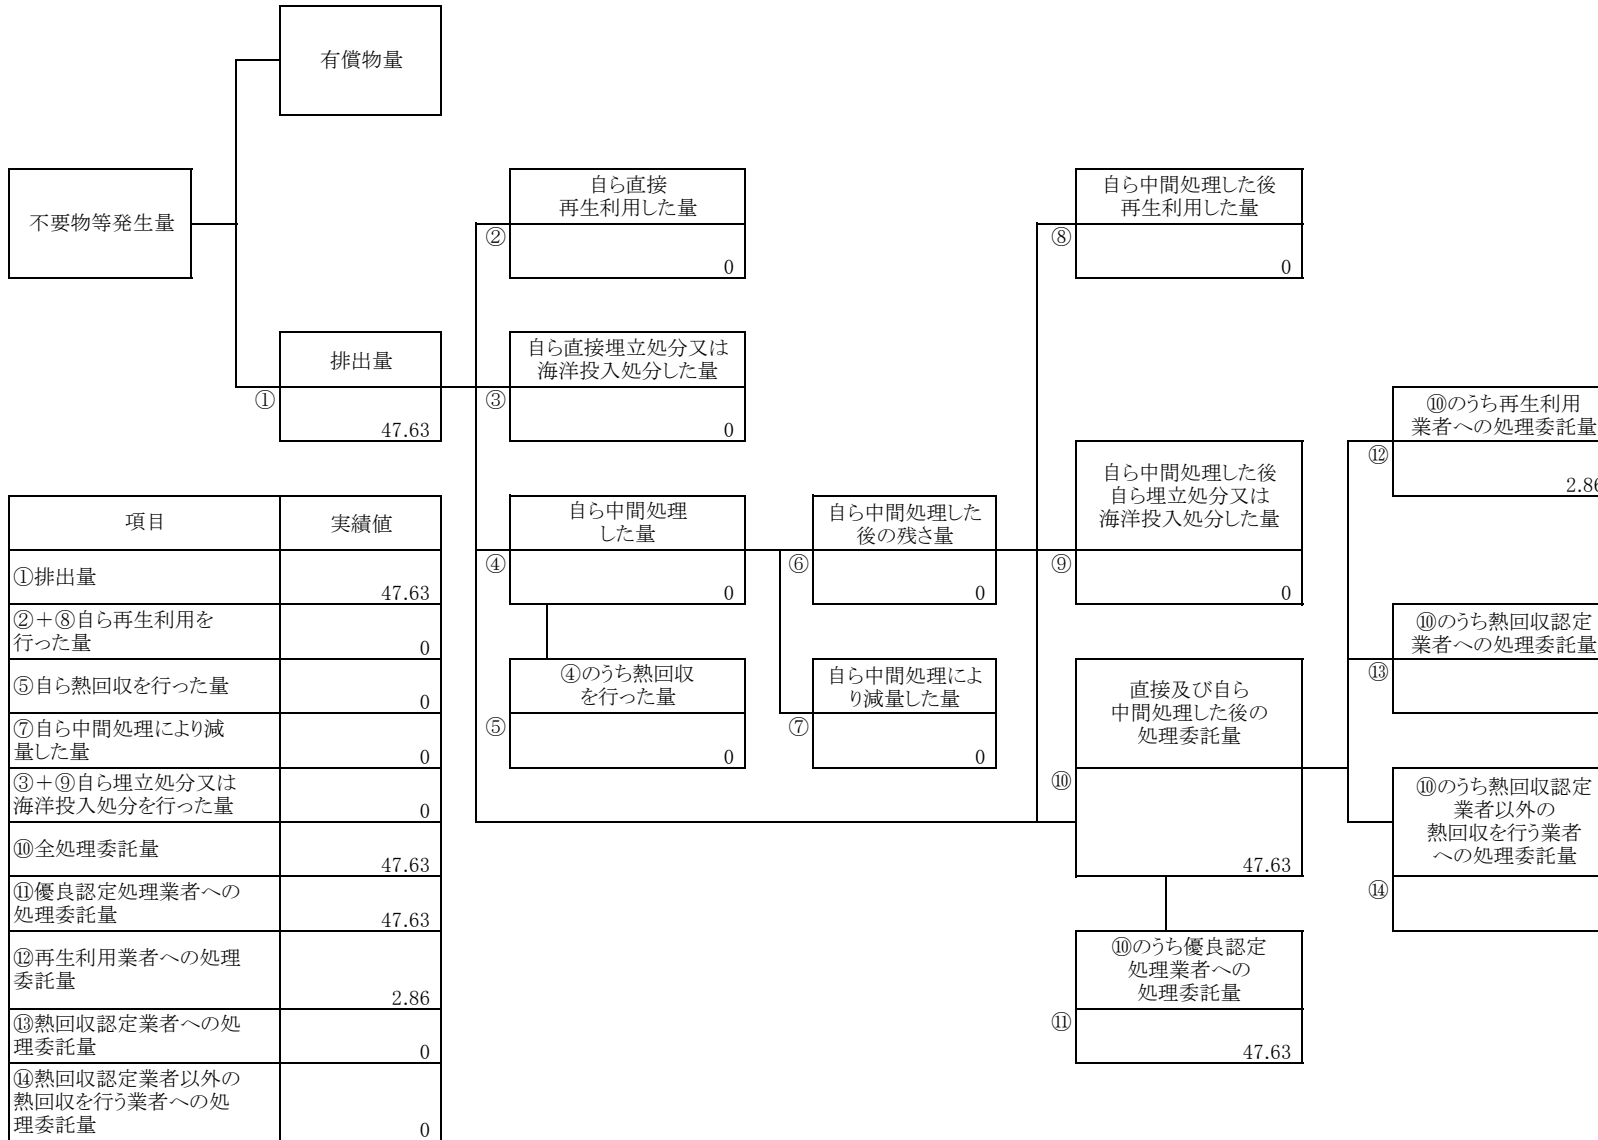 有償物量
不要物等発生量
自ら直接
再生利用した量
②
0
自ら中間処理した後
再生利用した量
⑧
0
排出量
①
47.63
自ら直接埋立処分又は
海洋投入処分した量
③
0
⑩のうち再生利用
業者への処理委託量
⑫
2.86
自ら中間処理
した量
④
0
自ら中間処理した
後の残さ量
⑥
0
自ら中間処理した後
自ら埋立処分又は
海洋投入処分した量
⑨
0
⑩のうち熱回収認定
業者への処理委託量
⑬
④のうち熱回収
を行った量
⑤
0
自ら中間処理によ
り減量した量
⑦
0
直接及び自ら
中間処理した後の
処理委託量
⑩
47.63
⑩のうち熱回収認定
業者以外の
熱回収を行う業者
への処理委託量
⑭
⑩のうち優良認定
処理業者への
処理委託量
⑪
47.63
項目 実績値
①排出量 47.63
②＋⑧自ら再生利用を
行った量 0
⑤自ら熱回収を行った量 0
⑦自ら中間処理により減
量した量 0
③＋⑨自ら埋立処分又は
海洋投入処分を行った量 0
⑩全処理委託量 47.63
⑪優良認定処理業者への
処理委託量 47.63
⑫再生利用業者への処理
委託量 2.86
⑬熱回収認定業者への処
理委託量 0
⑭熱回収認定業者以外の
熱回収を行う業者への処
理委託量 0